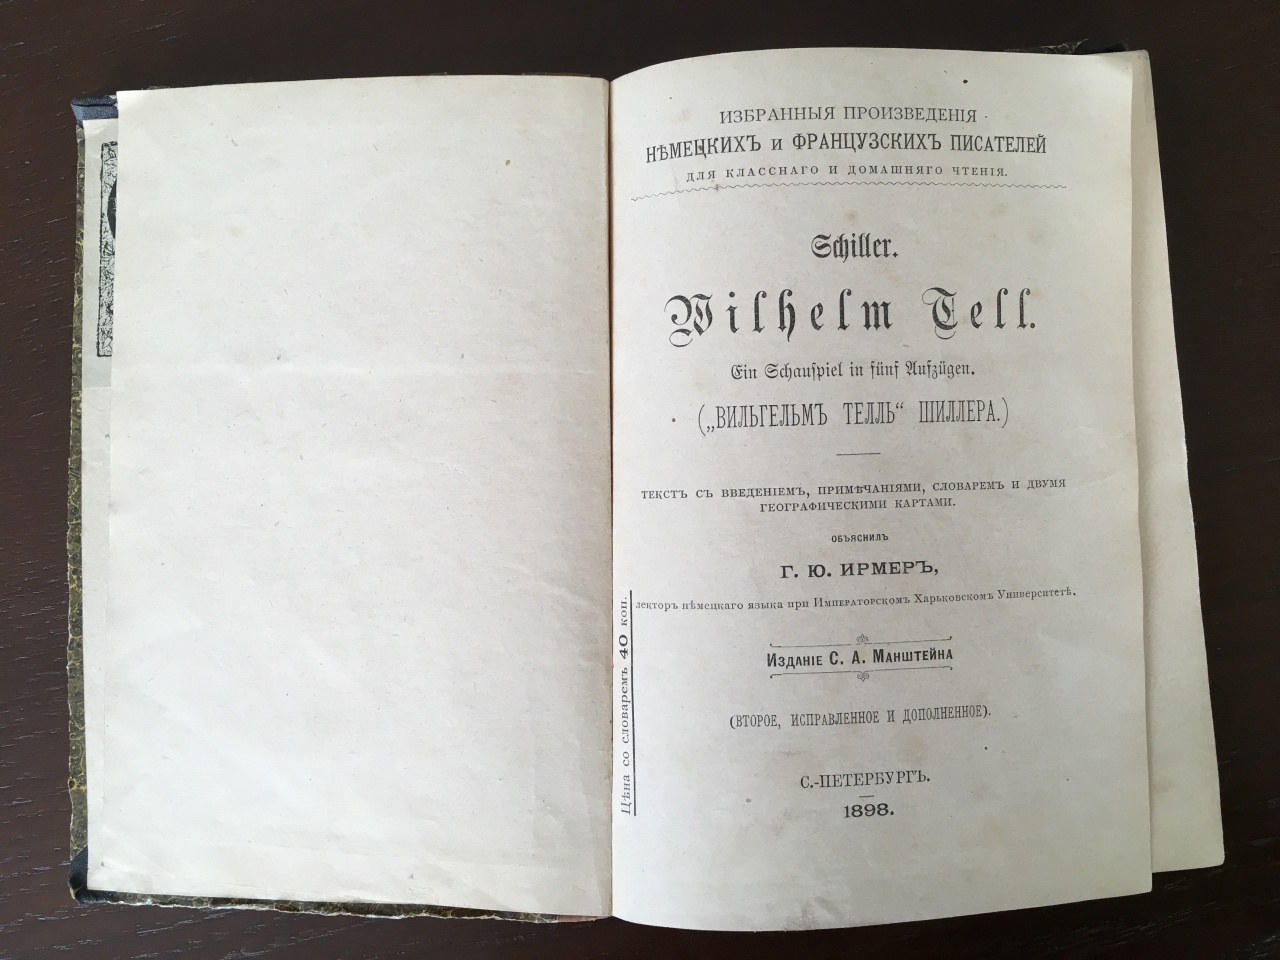 ИЗБРАННЫЯ ПРОИЗВЕДЕНІЯ
НѢМЕЦКИХЪ и ФРАНЦУЗСКИХЪ ПИСАТЕЛЕЙ
ДЛЯ КЛАССНАГО И ДОМАШНЯГО ЧТЕНІЯ.
Schiller.
Wilhelm Tell.
Ein Schauſpiel in fünf Aufzügen.
(„ВИЛЬГЕЛЬМЪ ТЕЛЛЬ“ ШИЛЛЕРА.)
ТЕКСТЪ СЪ ВВЕДЕНІЕМЪ, ПРИМѢЧАНІЯМИ, СЛОВАРЕМЪ И ДВУМЯ
ГЕОГРАФИЧЕСКИМИ КАРТАМИ.
ОБЪЯСНИЛЪ
Г. Ю. ИРМЕРЪ,
лекторъ нѣмецкаго языка при Императорскомъ Харьковскомъ Университетѣ.
Изданіе С. А. Манштейна
(ВТОРОЕ, ИСПРАВЛЕННОЕ И ДОПОЛНЕННОЕ).
С.-ПЕТЕРБУРГЪ.
1898.
Цѣна со словаремъ 40 коп.